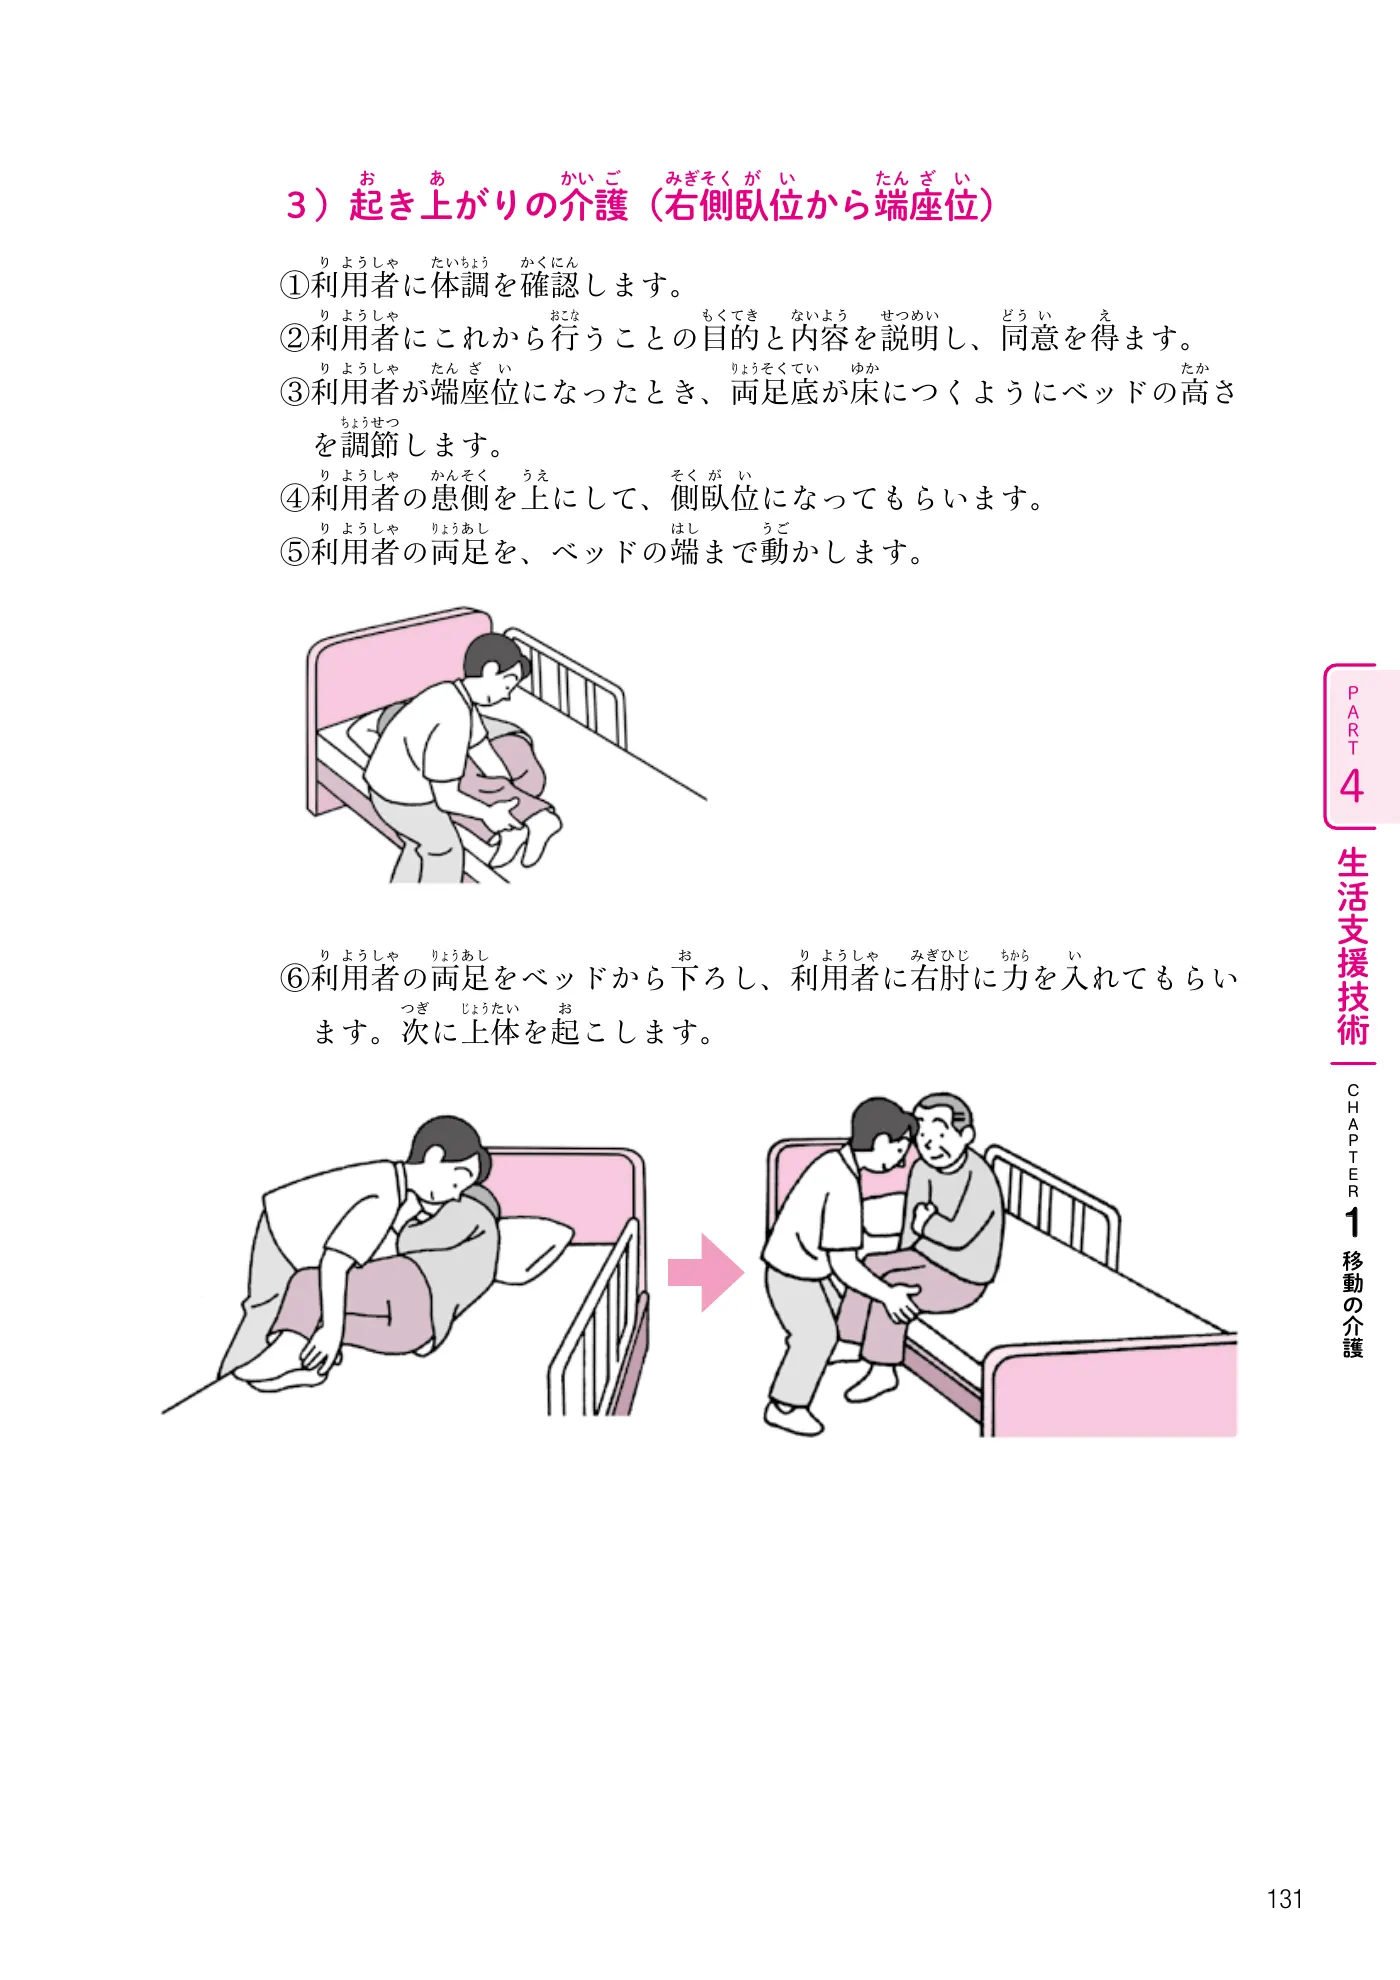 3）起き上がりの介護（右側臥位から端座位）
①利用者に体調を確認します。
②利用者にこれから行うことの目的と内容を説明し、同意を得ます。
③利用者が端座位になったとき、両足底が床につくようにベッドの高さ
を調節します。
④利用者の患側を上にして、側臥位になってもらいます。
⑤利用者の両足を、ベッドの端まで動かします。
⑥利用者の両足をベッドから下ろし、利用者に右肘に力を入れてもらい
ます。次に上体を起こします。
PART 4
生活支援技術
CHAPTER 1 移動の介護
131